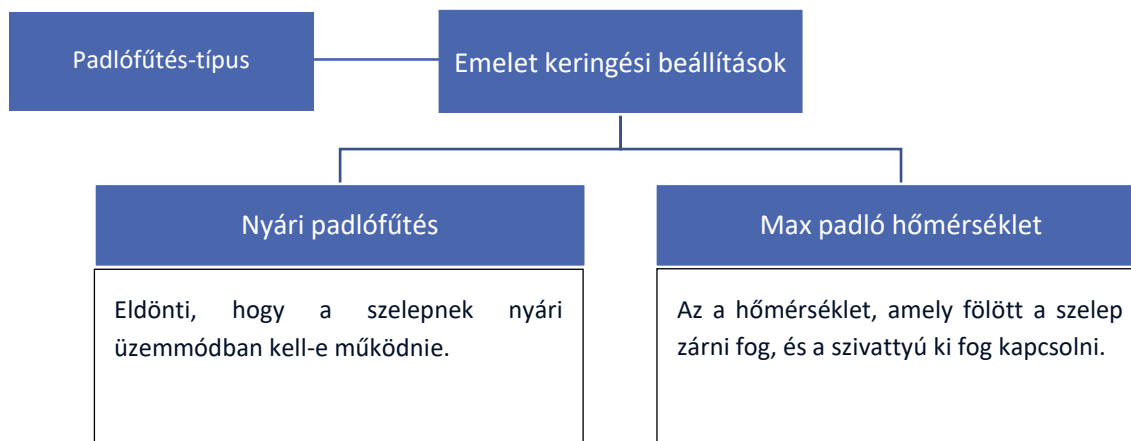 Padlófűtés-típus
Emelet keringési beállítások
Nyári padlófűtés
Eldönti, hogy a szelepnek nyári
üzemmódban kell-e működnie.
Max padló hőmérséklet
Az a hőmérséklet, amely fölött a szelep
zárni fog, és a szivattyú ki fog kapcsolni.